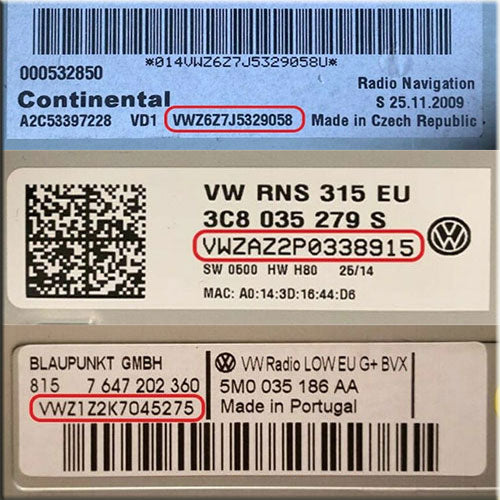 *014VWZ6Z7J5329058U*
000532850
Radio Navigation
Continental
S 25.11.2009
A2C53397228 VD1 VWZ6Z7J5329058 Made in Czech Republic
VW RNS 315 EU
3C8 035 279 S
VWZAZ2P0338915
SW 0500 HW H80 25/14
MAC: A0:14:3D:16:44:D6
BLAUPUNKT GMBH
VW Radio LOW EU G+ BVX
815 7 647 202 360
5M0 035 186 AA
VWZ1Z2K7045275
Made in Portugal